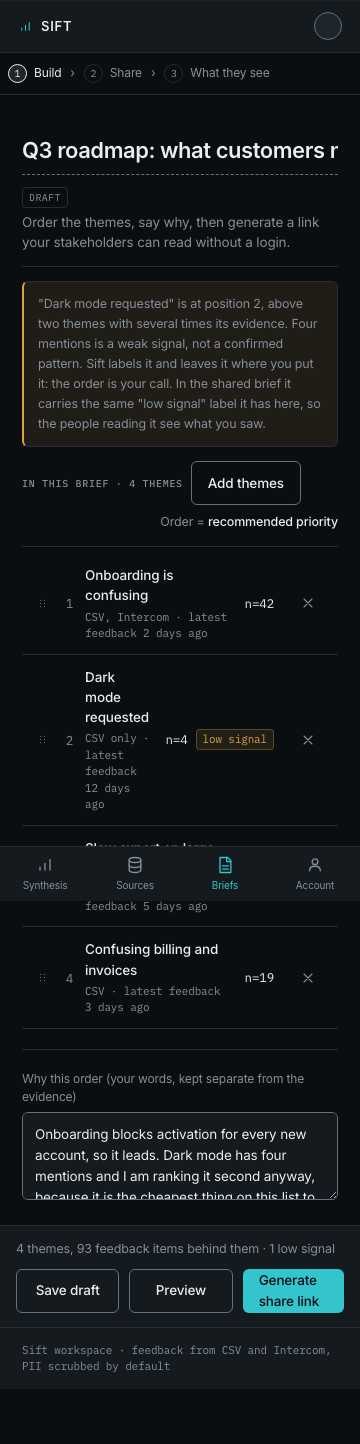 SIFT
1 Build › 2 Share › 3 What they see
Q3 roadmap: what customers
DRAFT
Order the themes, say why, then generate a link
your stakeholders can read without a login.
"Dark mode requested" is at position 2, above
two themes with several times its evidence. Four
mentions is a weak signal, not a confirmed
pattern. Sift labels it and leaves it where you put
it: the order is your call. In the shared brief it
carries the same "low signal" label it has here, so
the people reading it see what you saw.
IN THIS BRIEF · 4 THEMES
Add themes
Order = recommended priority
1
Onboarding is
confusing
CSV, Intercom · latest
feedback 2 days ago
n=42
2
Dark
mode
requested
CSV only ·
latest
feedback
12 days
ago
n=4
low signal
Synthesis
Sources
Briefs
Account
feedback 5 days ago
4
Confusing billing and
invoices
CSV · latest feedback
3 days ago
n=19
Why this order (your words, kept separate from the
evidence)
Onboarding blocks activation for every new
account, so it leads. Dark mode has four
mentions and I am ranking it second anyway,
because it is the cheapest thing on this list to
4 themes, 93 feedback items behind them · 1 low signal
Save draft
Preview
Generate
share link
Sift workspace · feedback from CSV and Intercom,
PII scrubbed by default